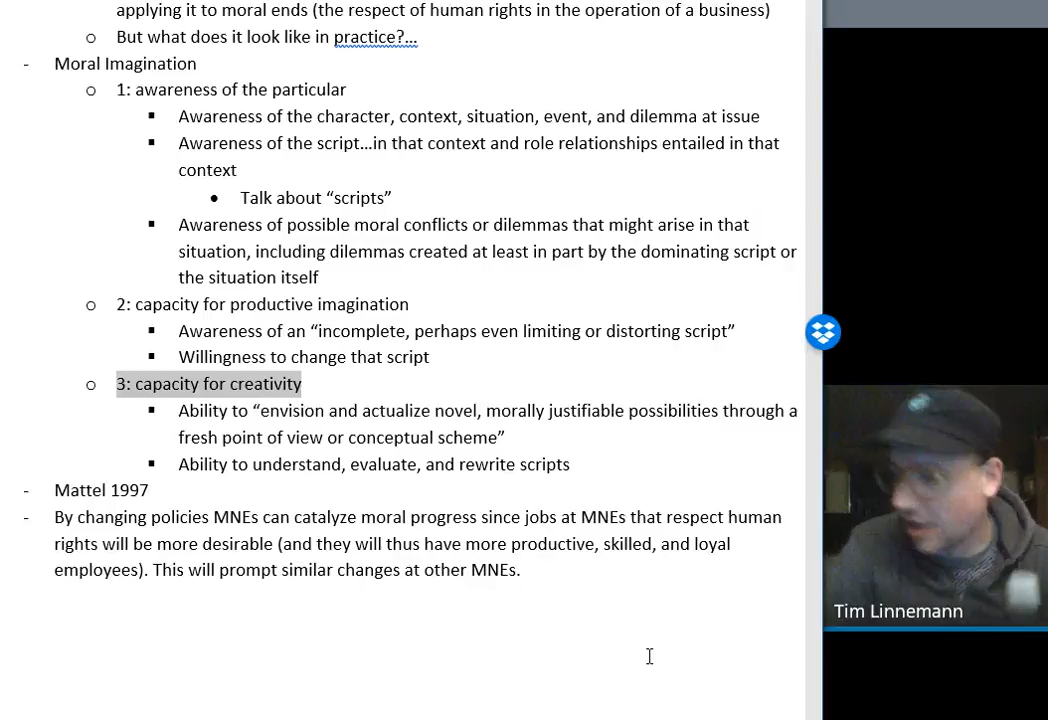 applying it to moral ends (the respect of human rights in the operation of a business)
o But what does it look like in practice?...
- Moral Imagination
o 1: awareness of the particular
▪ Awareness of the character, context, situation, event, and dilemma at issue
▪ Awareness of the script…in that context and role relationships entailed in that
context
• Talk about “scripts”
▪ Awareness of possible moral conflicts or dilemmas that might arise in that
situation, including dilemmas created at least in part by the dominating script or
the situation itself
o 2: capacity for productive imagination
▪ Awareness of an “incomplete, perhaps even limiting or distorting script”
▪ Willingness to change that script
o 3: capacity for creativity
▪ Ability to “envision and actualize novel, morally justifiable possibilities through a
fresh point of view or conceptual scheme”
▪ Ability to understand, evaluate, and rewrite scripts
- Mattel 1997
- By changing policies MNEs can catalyze moral progress since jobs at MNEs that respect human
rights will be more desirable (and they will thus have more productive, skilled, and loyal
employees). This will prompt similar changes at other MNEs.
Tim Linnemann